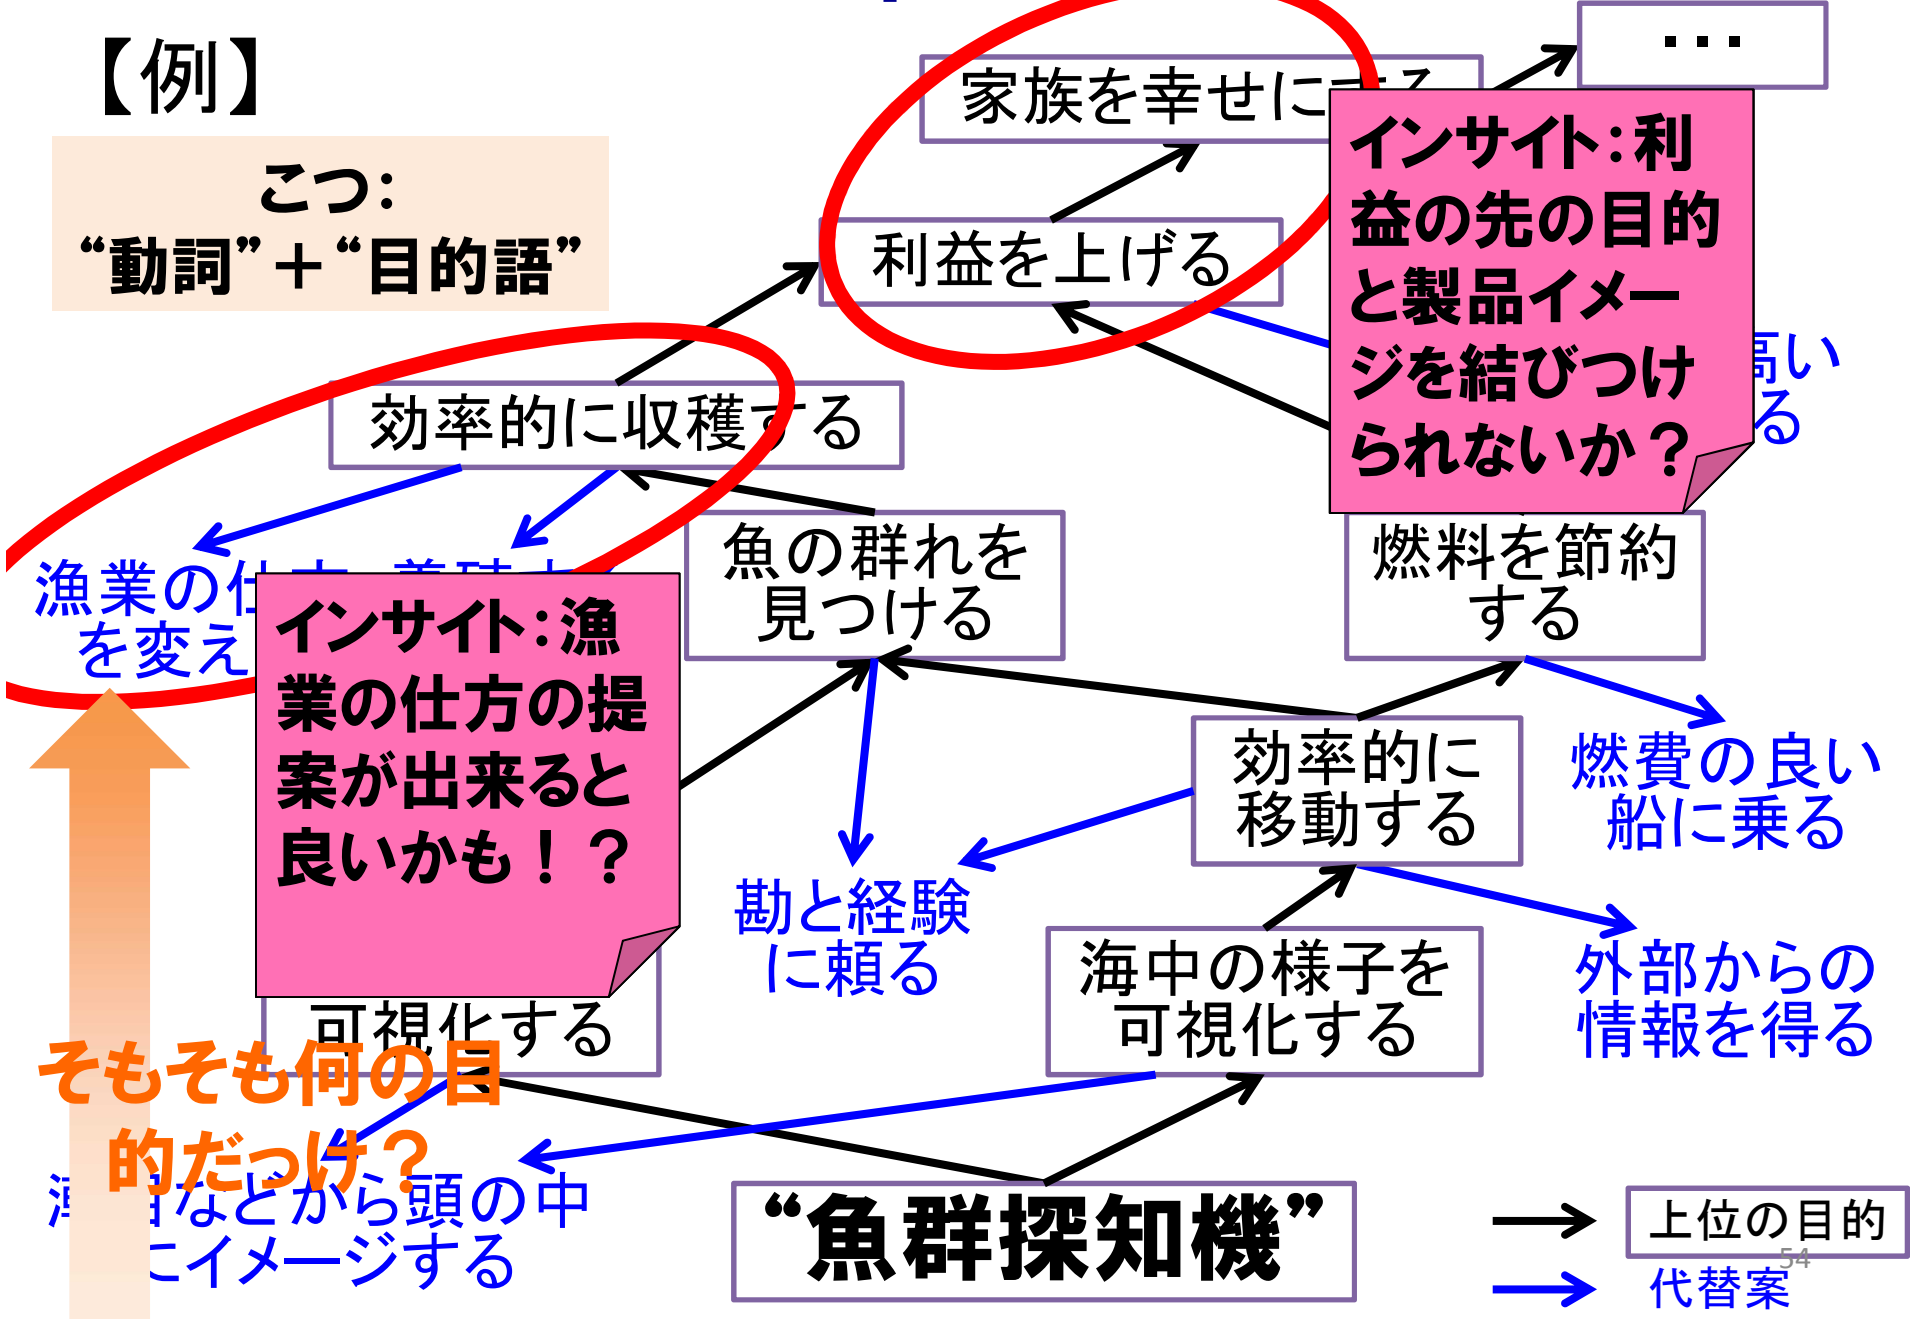 【例】
こつ：
“動詞”＋“目的語”
・・・
家族を幸せにする
インサイト：利
益の先の目的
と製品イメー
ジを結びつけ
られないか？
利益を上げる
高い
る
効率的に収穫する
魚の群れを
見つける
燃料を節約
する
漁業の仕
を変え
インサイト：漁
業の仕方の提
案が出来ると
良いかも！？
効率的に
移動する
燃費の良い
船に乗る
勘と経験
に頼る
海中の様子を
可視化する
外部からの
情報を得る
可視化する
そもそも何の目
的だっけ？
などから頭の中
にイメージする
“魚群探知機”
上位の目的
54
代替案